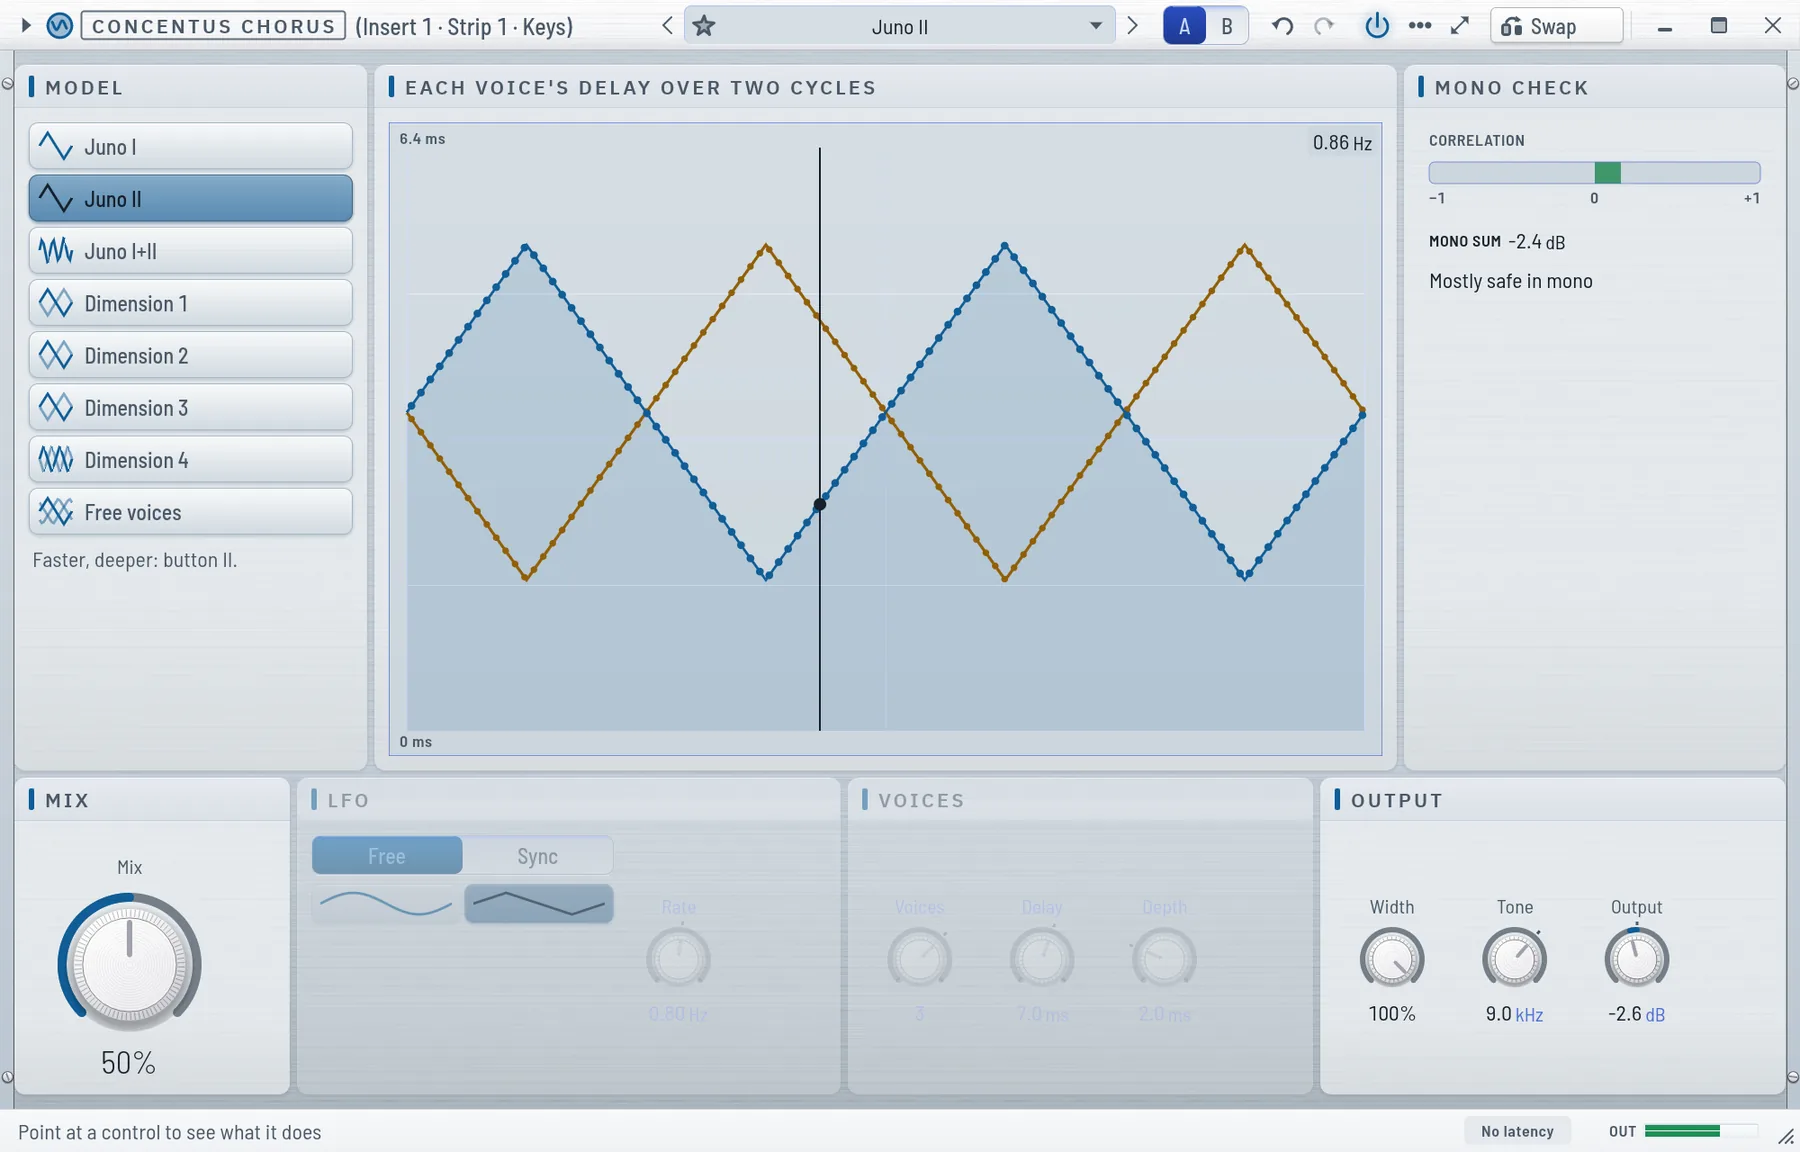 CONCENTUS CHORUS (Insert 1 · Strip 1 · Keys) Juno II A B Swap
MODEL
Juno I
Juno II
Juno I+II
Dimension 1
Dimension 2
Dimension 3
Dimension 4
Free voices
Faster, deeper: button II.
EACH VOICE'S DELAY OVER TWO CYCLES
6.4 ms 0.86 Hz
0 ms
MONO CHECK
CORRELATION
−1 0 +1
MONO SUM -2.4 dB
Mostly safe in mono
MIX
Mix
50%
LFO
Free Sync
Rate
0.80 Hz
VOICES
Voices Delay Depth
3 7.0 ms 2.0 ms
OUTPUT
Width Tone Output
100% 9.0 kHz -2.6 dB
Point at a control to see what it does No latency OUT